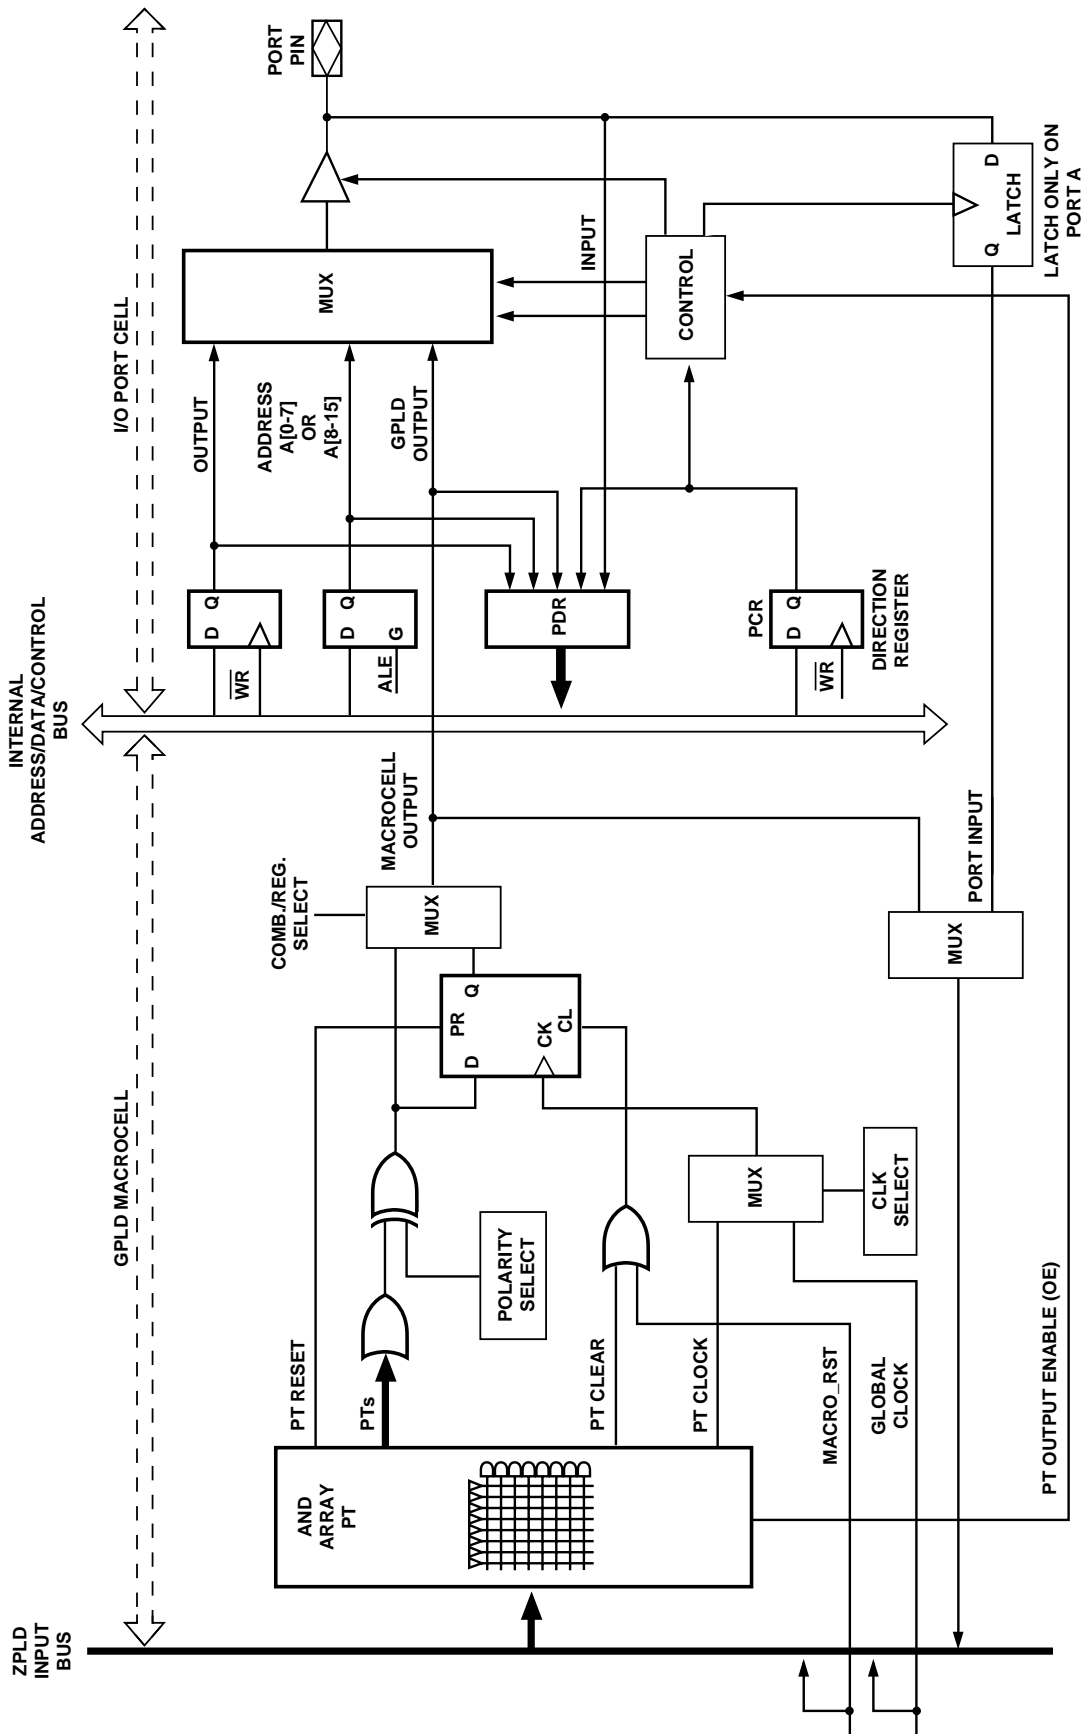 ZPLD
INPUT
BUS
GPLD MACROCELL
INTERNAL
ADDRESS/DATA/CONTROL
BUS
I/O PORT CELL
AND
ARRAY
PT
PT RESET
PTs
POLARITY
SELECT
PT CLEAR
PT CLOCK
MACRO_RST
GLOBAL
CLOCK
PT OUTPUT ENABLE (OE)
MUX
CLK
SELECT
PR
D
Q
CK
CL
COMB./REG.
SELECT
MUX
MACROCELL
OUTPUT
MUX
PORT INPUT
D Q
WR
D Q
G
ALE
PDR
PCR
D Q
WR
DIRECTION
REGISTER
OUTPUT
ADDRESS
A[0-7]
OR
A[8-15]
GPLD
OUTPUT
MUX
INPUT
CONTROL
PORT
PIN
Q D
LATCH
LATCH ONLY ON
PORT A